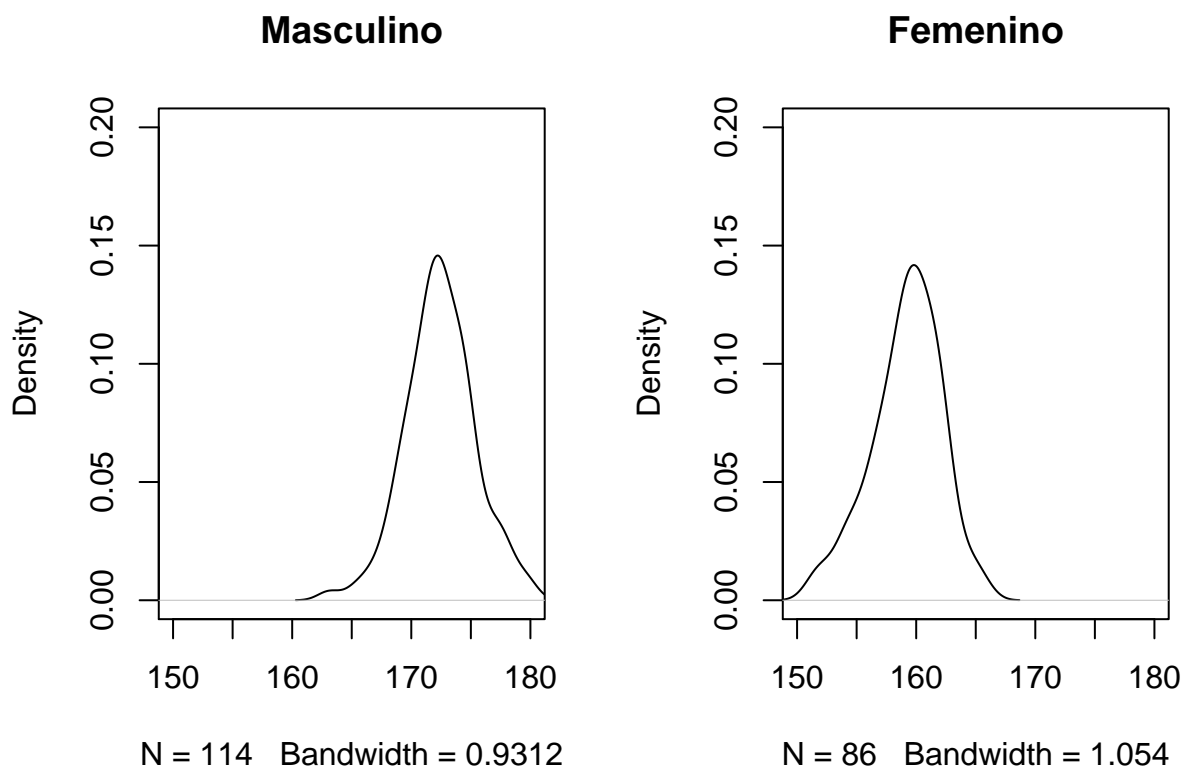 Masculino
Density
0.20
0.15
0.10
0.05
0.00
150 160 170 180
N = 114 Bandwidth = 0.9312
Femenino
Density
0.20
0.15
0.10
0.05
0.00
150 160 170 180
N = 86 Bandwidth = 1.054